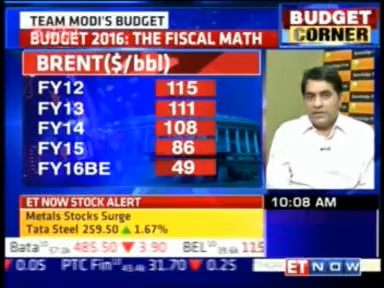 TEAM MODI'S BUDGET
BUDGET 2016: THE FISCAL MATH
BUDGET
CORNER
BRENT($/bbl)
FY12 115
FY13 111
FY14 108
FY15 86
FY16BE 49
ET NOW STOCK ALERT
Metals Stocks Surge
Tata Steel 259.50 ▲ 1.67%
10:08 AM
Bata 485.50 ▼ 3.90 BEL 115
▼ 0.05 PTC Fin 31.70 ▼ 0.25
ET NOW